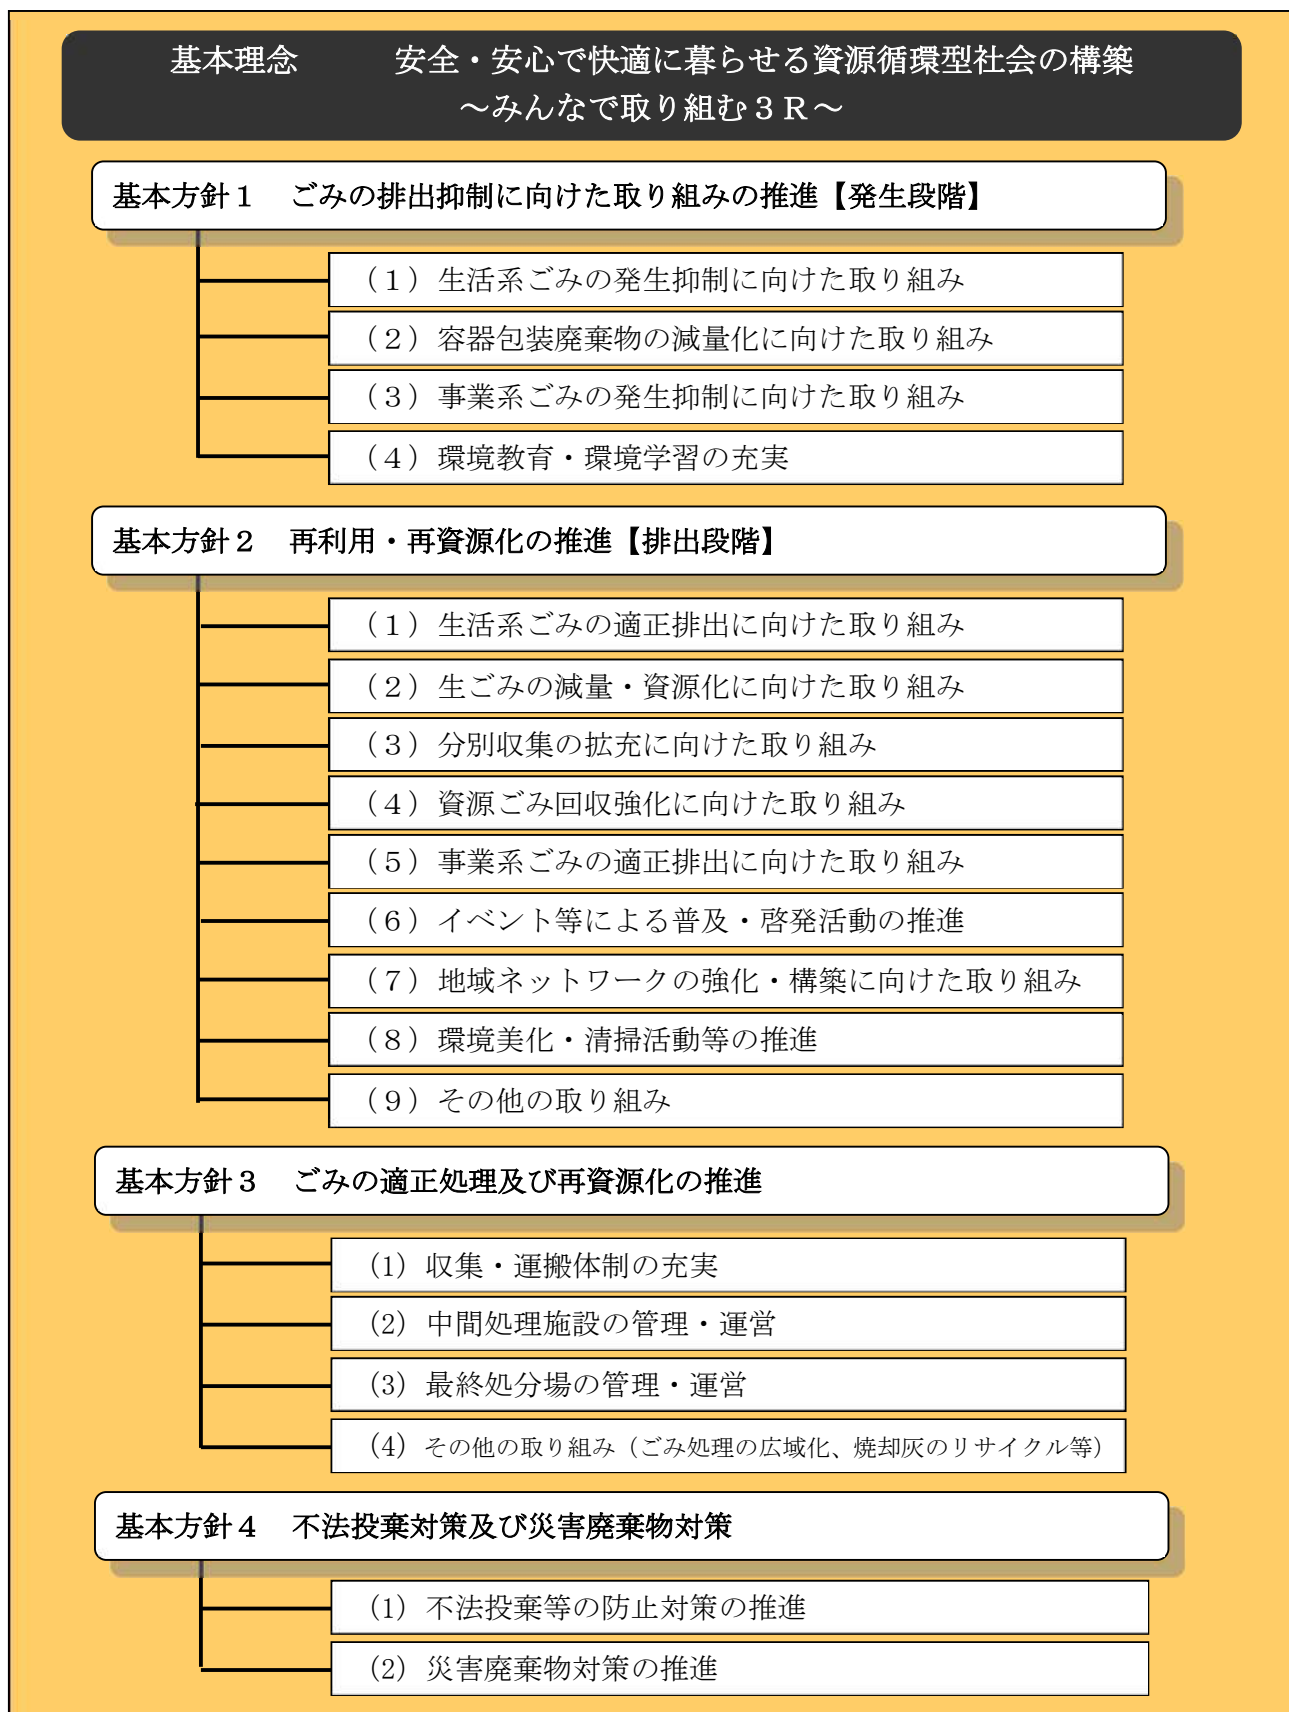 基本理念　　　安全・安心で快適に暮らせる資源循環型社会の構築
～みんなで取り組む３Ｒ～
基本方針１　ごみの排出抑制に向けた取り組みの推進【発生段階】
（１）生活系ごみの発生抑制に向けた取り組み
（２）容器包装廃棄物の減量化に向けた取り組み
（３）事業系ごみの発生抑制に向けた取り組み
（４）環境教育・環境学習の充実
基本方針２　再利用・再資源化の推進【排出段階】
（１）生活系ごみの適正排出に向けた取り組み
（２）生ごみの減量・資源化に向けた取り組み
（３）分別収集の拡充に向けた取り組み
（４）資源ごみ回収強化に向けた取り組み
（５）事業系ごみの適正排出に向けた取り組み
（６）イベント等による普及・啓発活動の推進
（７）地域ネットワークの強化・構築に向けた取り組み
（８）環境美化・清掃活動等の推進
（９）その他の取り組み
基本方針３　ごみの適正処理及び再資源化の推進
(1) 収集・運搬体制の充実
(2) 中間処理施設の管理・運営
(3) 最終処分場の管理・運営
(4) その他の取り組み（ごみ処理の広域化、焼却灰のリサイクル等）
基本方針４　不法投棄対策及び災害廃棄物対策
(1) 不法投棄等の防止対策の推進
(2) 災害廃棄物対策の推進